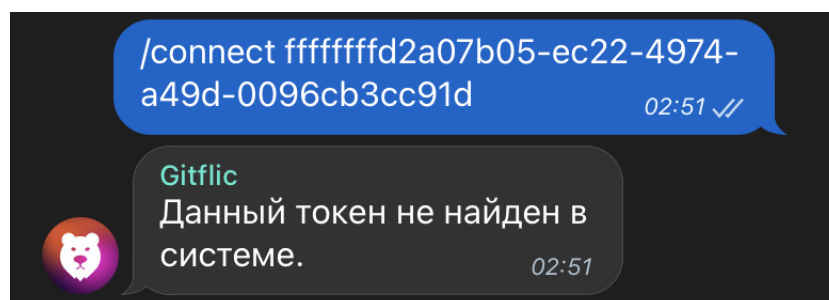 /connect ffffffffd2a07b05-ec22-4974-
a49d-0096cb3cc91d
02:51
Gitflic
Данный токен не найден в
системе.
02:51